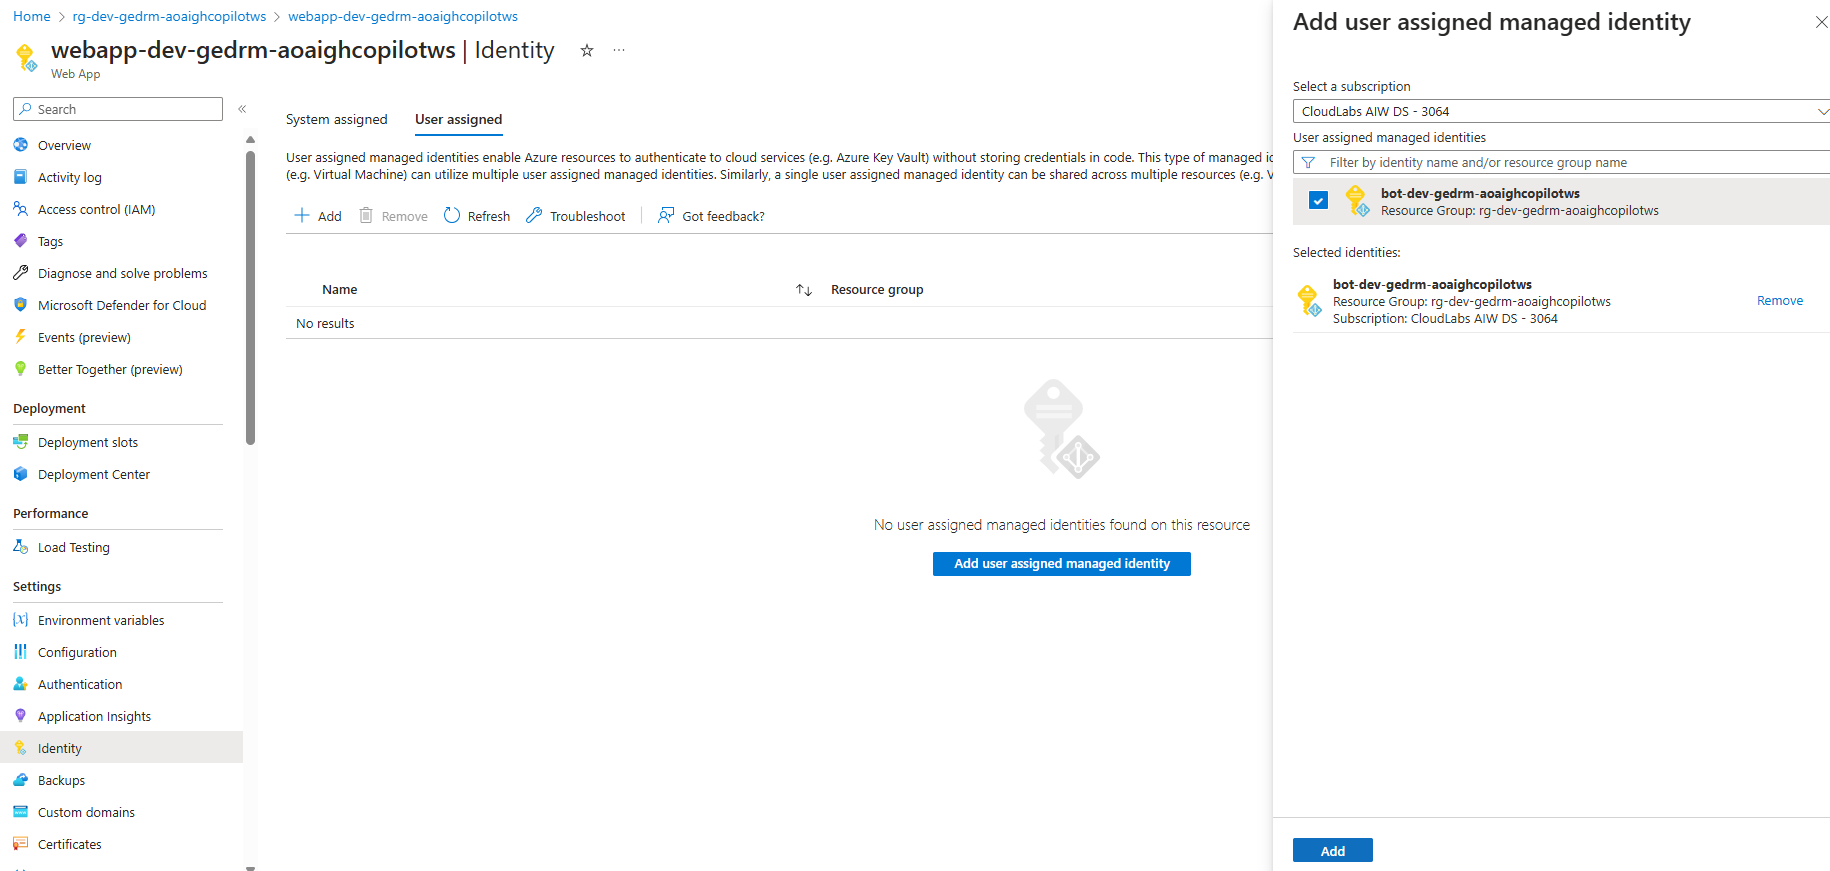 Home > rg-dev-gedrm-aoaighcopilotws > webapp-dev-gedrm-aoaighcopilotws
webapp-dev-gedrm-aoaighcopilotws | Identity
Web App
Search
Overview
Activity log
Access control (IAM)
Tags
Diagnose and solve problems
Microsoft Defender for Cloud
Events (preview)
Better Together (preview)
Deployment
Deployment slots
Deployment Center
Performance
Load Testing
Settings
Environment variables
Configuration
Authentication
Application Insights
Identity
Backups
Custom domains
Certificates
System assigned User assigned
User assigned managed identities enable Azure resources to authenticate to cloud services (e.g. Azure Key Vault) without storing credentials in code. This type of managed
(e.g. Virtual Machine) can utilize multiple user assigned managed identities. Similarly, a single user assigned managed identity can be shared across multiple resources (e.g.
Add Remove Refresh Troubleshoot Got feedback?
Name Resource group
No results
No user assigned managed identities found on this resource
Add user assigned managed identity
Add user assigned managed identity
Select a subscription
CloudLabs AIW DS - 3064
User assigned managed identities
Filter by identity name and/or resource group name
bot-dev-gedrm-aoaighcopilotws
Resource Group: rg-dev-gedrm-aoaighcopilotws
Selected identities:
bot-dev-gedrm-aoaighcopilotws
Resource Group: rg-dev-gedrm-aoaighcopilotws
Remove
Subscription: CloudLabs AIW DS - 3064
Add